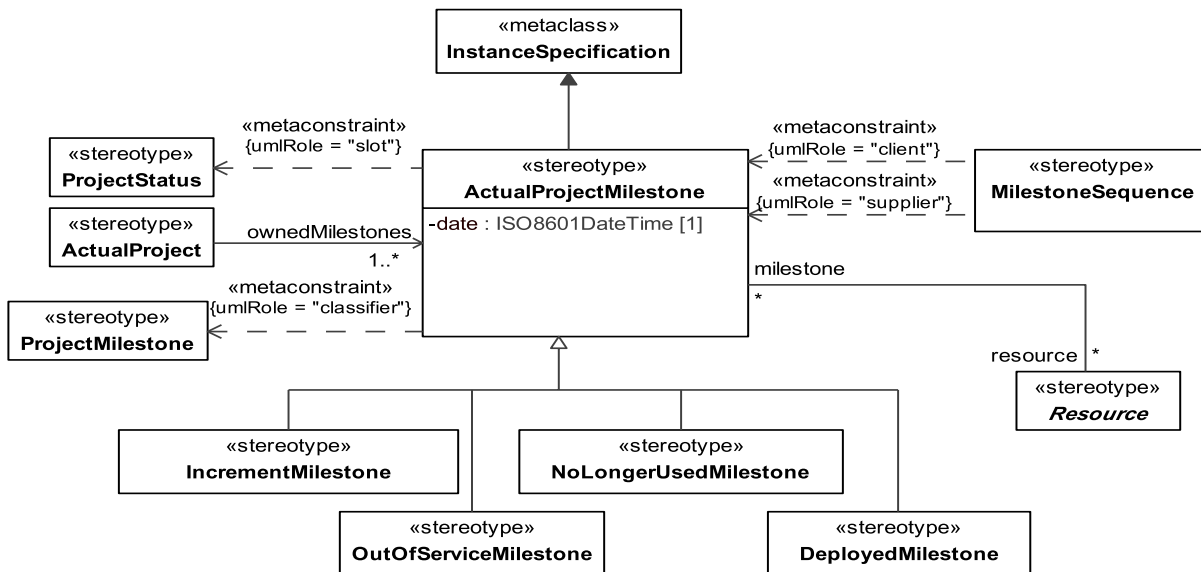 «metaclass»
InstanceSpecification
«metaconstraint»
{umlRole = "slot"}
«stereotype»
ProjectStatus
«stereotype»
ActualProject
ownedMilestones
1..*
«metaconstraint»
{umlRole = "classifier"}
«stereotype»
ProjectMilestone
«stereotype»
ActualProjectMilestone
-date : ISO8601DateTime [1]
«metaconstraint»
{umlRole = "client"}
«metaconstraint»
{umlRole = "supplier"}
«stereotype»
MilestoneSequence
milestone
*
resource *
«stereotype»
Resource
«stereotype»
IncrementMilestone
«stereotype»
NoLongerUsedMilestone
«stereotype»
OutOfServiceMilestone
«stereotype»
DeployedMilestone